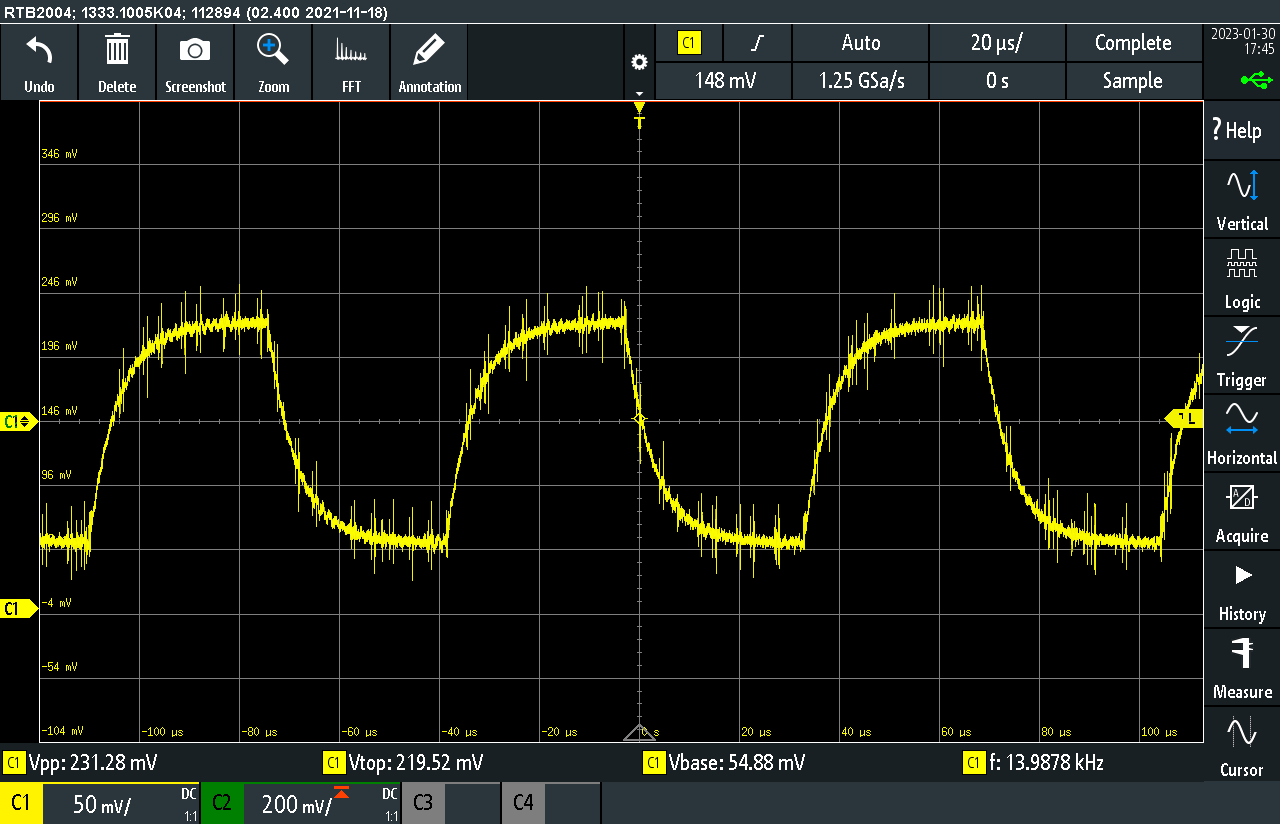 RTB2004; 1333.1005K04; 112894 (02.400 2021-11-18)
Undo Delete Screenshot Zoom FFT Annotation
C1 Auto 20 µs/ Complete
148 mV 1.25 GSa/s 0 s Sample
2023-01-30
17:45
? Help
Vertical
Logic
Trigger
Horizontal
A/D
Acquire
History
Measure
Cursor
T
346 mV
296 mV
246 mV
196 mV
C1
146 mV
TL
96 mV
C1
-4 mV
-54 mV
-104 mV
-100 µs -80 µs -60 µs -40 µs -20 µs 0 s 20 µs 40 µs 60 µs 80 µs 100 µs
C1 Vpp: 231.28 mV C1 Vtop: 219.52 mV C1 Vbase: 54.88 mV C1 f: 13.9878 kHz
C1 50 mV/ DC 1:1 C2 200 mV/ DC 1:1 C3 C4